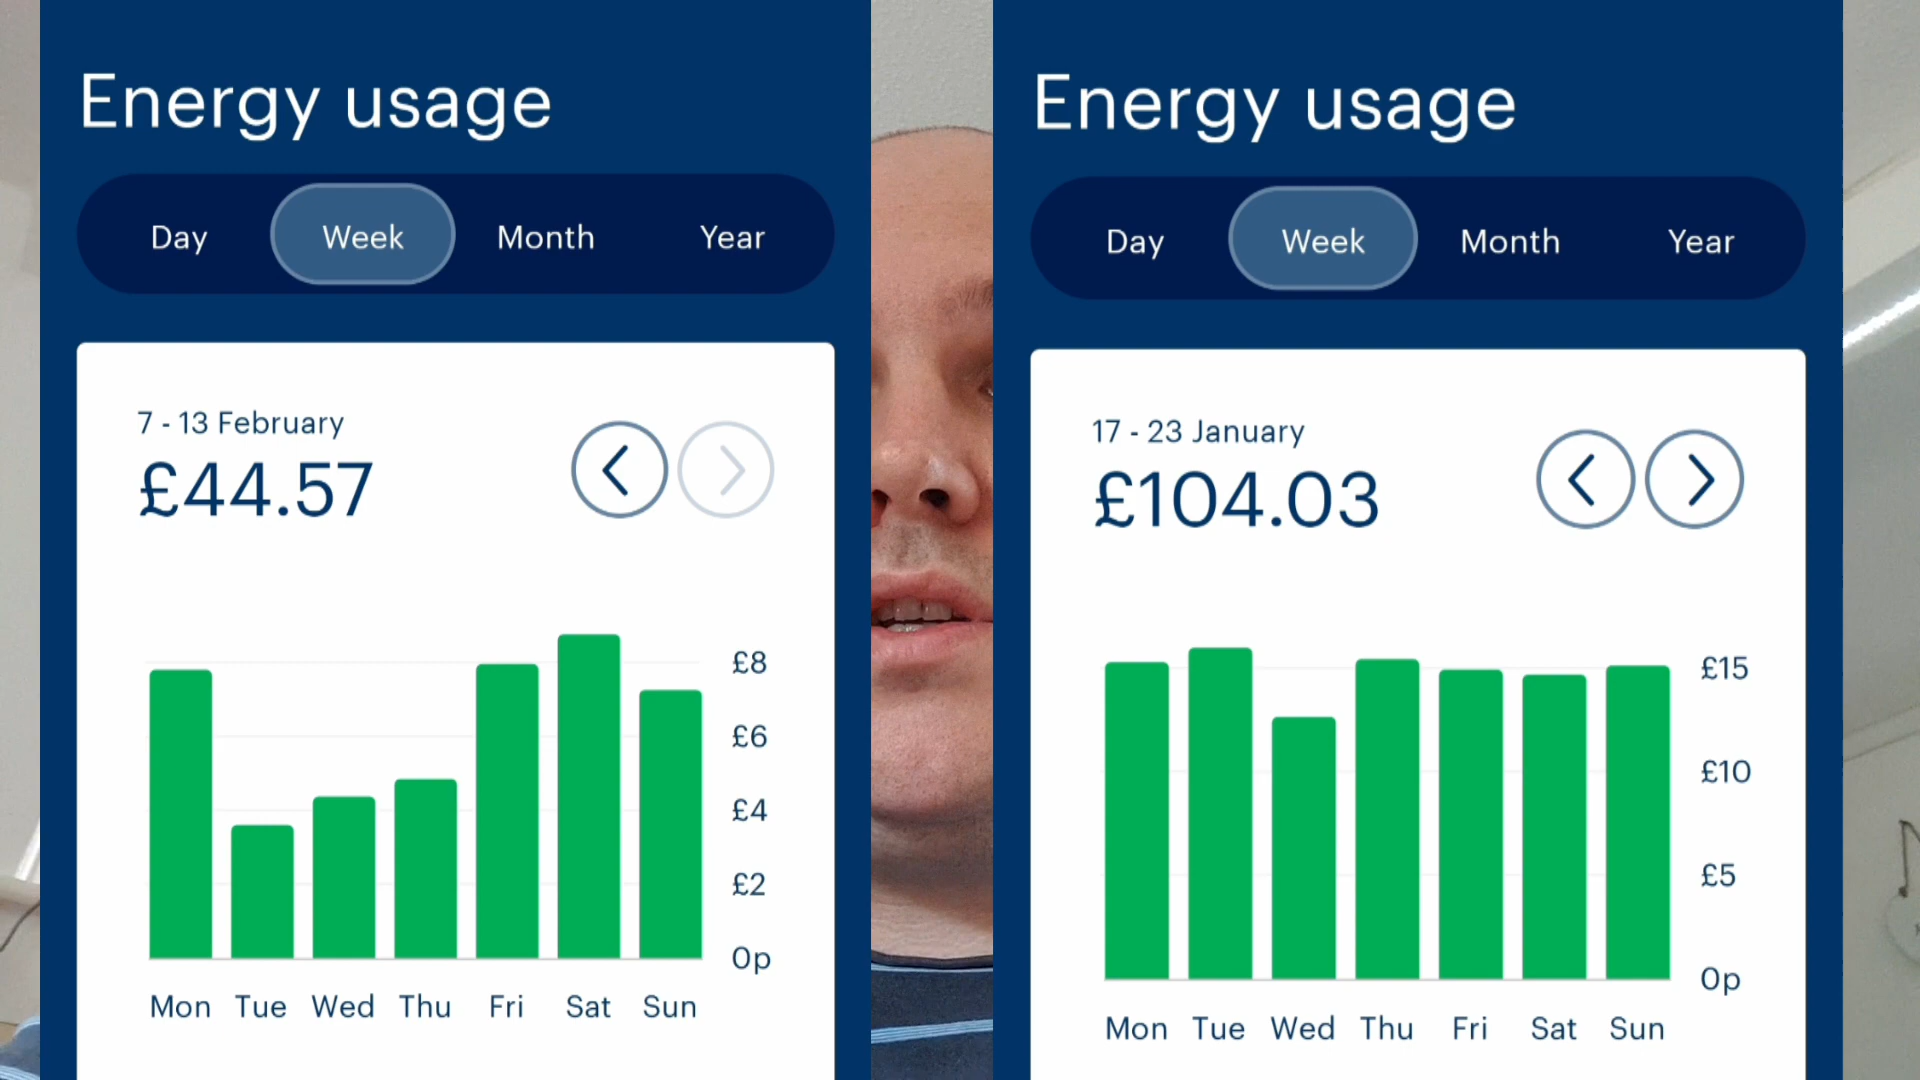 Energy usage
Day Week Month Year
7 - 13 February
£44.57
£8
£6
£4
£2
0p
Mon Tue Wed Thu Fri Sat Sun
Energy usage
Day Week Month Year
17 - 23 January
£104.03
£15
£10
£5
0p
Mon Tue Wed Thu Fri Sat Sun